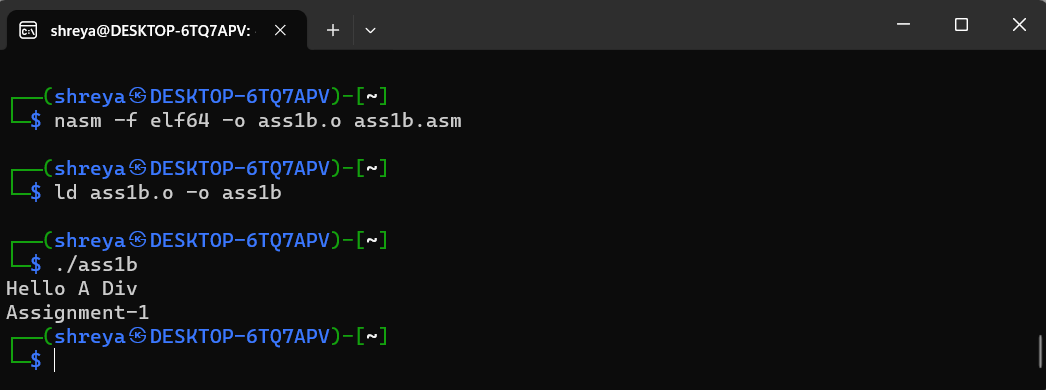 shreya@DESKTOP-6TQ7APV: ~
┌──(shreya㉿DESKTOP-6TQ7APV)-[~]
└─$ nasm -f elf64 -o ass1b.o ass1b.asm
┌──(shreya㉿DESKTOP-6TQ7APV)-[~]
└─$ ld ass1b.o -o ass1b
┌──(shreya㉿DESKTOP-6TQ7APV)-[~]
└─$ ./ass1b
Hello A Div
Assignment-1
┌──(shreya㉿DESKTOP-6TQ7APV)-[~]
└─$